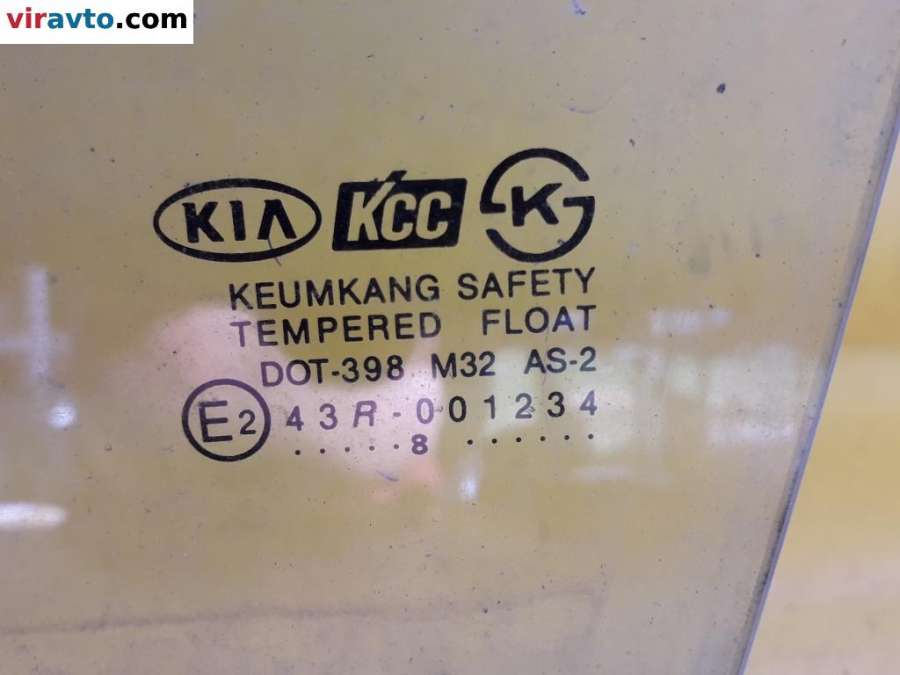 viravto.com
KIA KCC K
KEUMKANG SAFETY
TEMPERED FLOAT
DOT-398 M32 AS-2
E2 43R-001234
.....8......